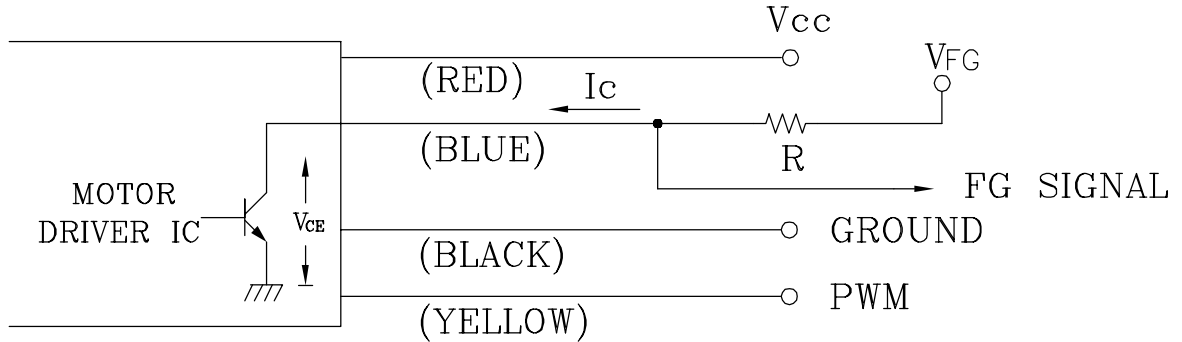 Vcc
VFG
(RED)
Ic
(BLUE)
R
FG SIGNAL
MOTOR
DRIVER IC
VCE
GROUND
(BLACK)
PWM
(YELLOW)